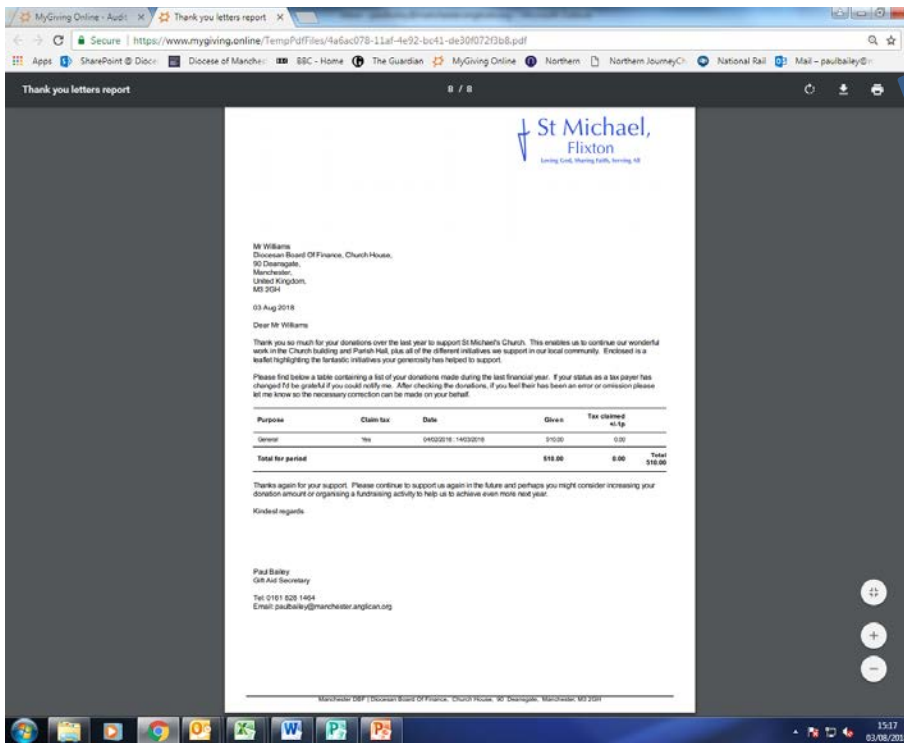 MyGiving Online - Audit
Thank you letters report
Secure | https://www.mygiving.online/TempPdfFiles/4a6ac078-11af-4e92-bc41-de30f072f3b8.pdf
Apps SharePoint @ Dioce Diocese of Manchec BBC - Home The Guardian MyGiving Online Northern Northern JourneyCh National Rail Mail – paulbailey@
Thank you letters report
8 / 8
St Michael,
Flixton
Loving God, Sharing Faith, Serving All
Mr Williams
Diocesan Board Of Finance, Church House,
90 Deansgate,
Manchester,
United Kingdom,
M3 2GH
03 Aug 2018
Dear Mr Williams
Thank you so much for your donations over the last year to support St Michael's Church. This enables us to continue our wonderful
work in the Church building and Parish Hall, plus all of the different initiatives we support in our local community. Enclosed is a
leaflet highlighting the fantastic initiatives your generosity has helped to support.
Please find below a table containing a list of your donations made during the last financial year. If your status as a tax payer has
changed I'd be grateful if you could notify me. After checking the donations, if you feel their has been an error or omission please
let me know so the necessary correction can be made on your behalf.
Purpose Claim tax Date Given Tax claimed
+/-1p
General Yes 04/02/2018 : 14/03/2018 510.00 0.00
Total for period 510.00 0.00 Total
510.00
Thanks again for your support. Please continue to support us again in the future and perhaps you might consider increasing your
donation amount or organising a fundraising activity to help us to achieve even more next year.
Kindest regards
Paul Bailey
Gift Aid Secretary
Tel: 0161 828 1464
Email: paulbailey@manchester.anglican.org
Manchester DBF | Diocesan Board Of Finance, Church House, 90 Deansgate, Manchester, M3 2GH
15:17
03/08/201